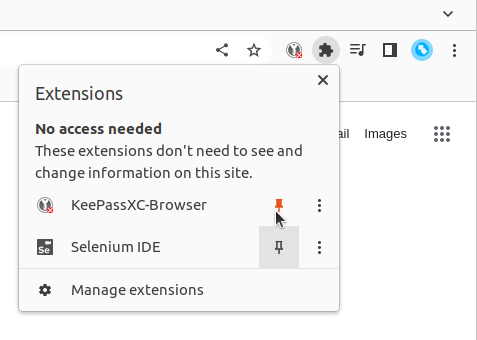 ail Images
Extensions
No access needed
These extensions don't need to see and
change information on this site.
KeePassXC-Browser
Se Selenium IDE
Manage extensions